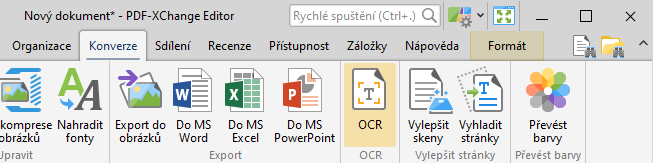 Nový dokument* - PDF-XChange Editor
Rychlé spuštění (Ctrl+.)
Organizace Konverze Sdílení Recenze Přístupnost Záložky Nápověda Formát
komprese obrázků
Nahradit fonty
Export do obrázků
Do MS Word
Do MS Excel
Do MS PowerPoint
OCR
Vylepšit skeny
Vyhladit stránky
Převést barvy
Upravit Export OCR Vylepšit stránky Převést barvy